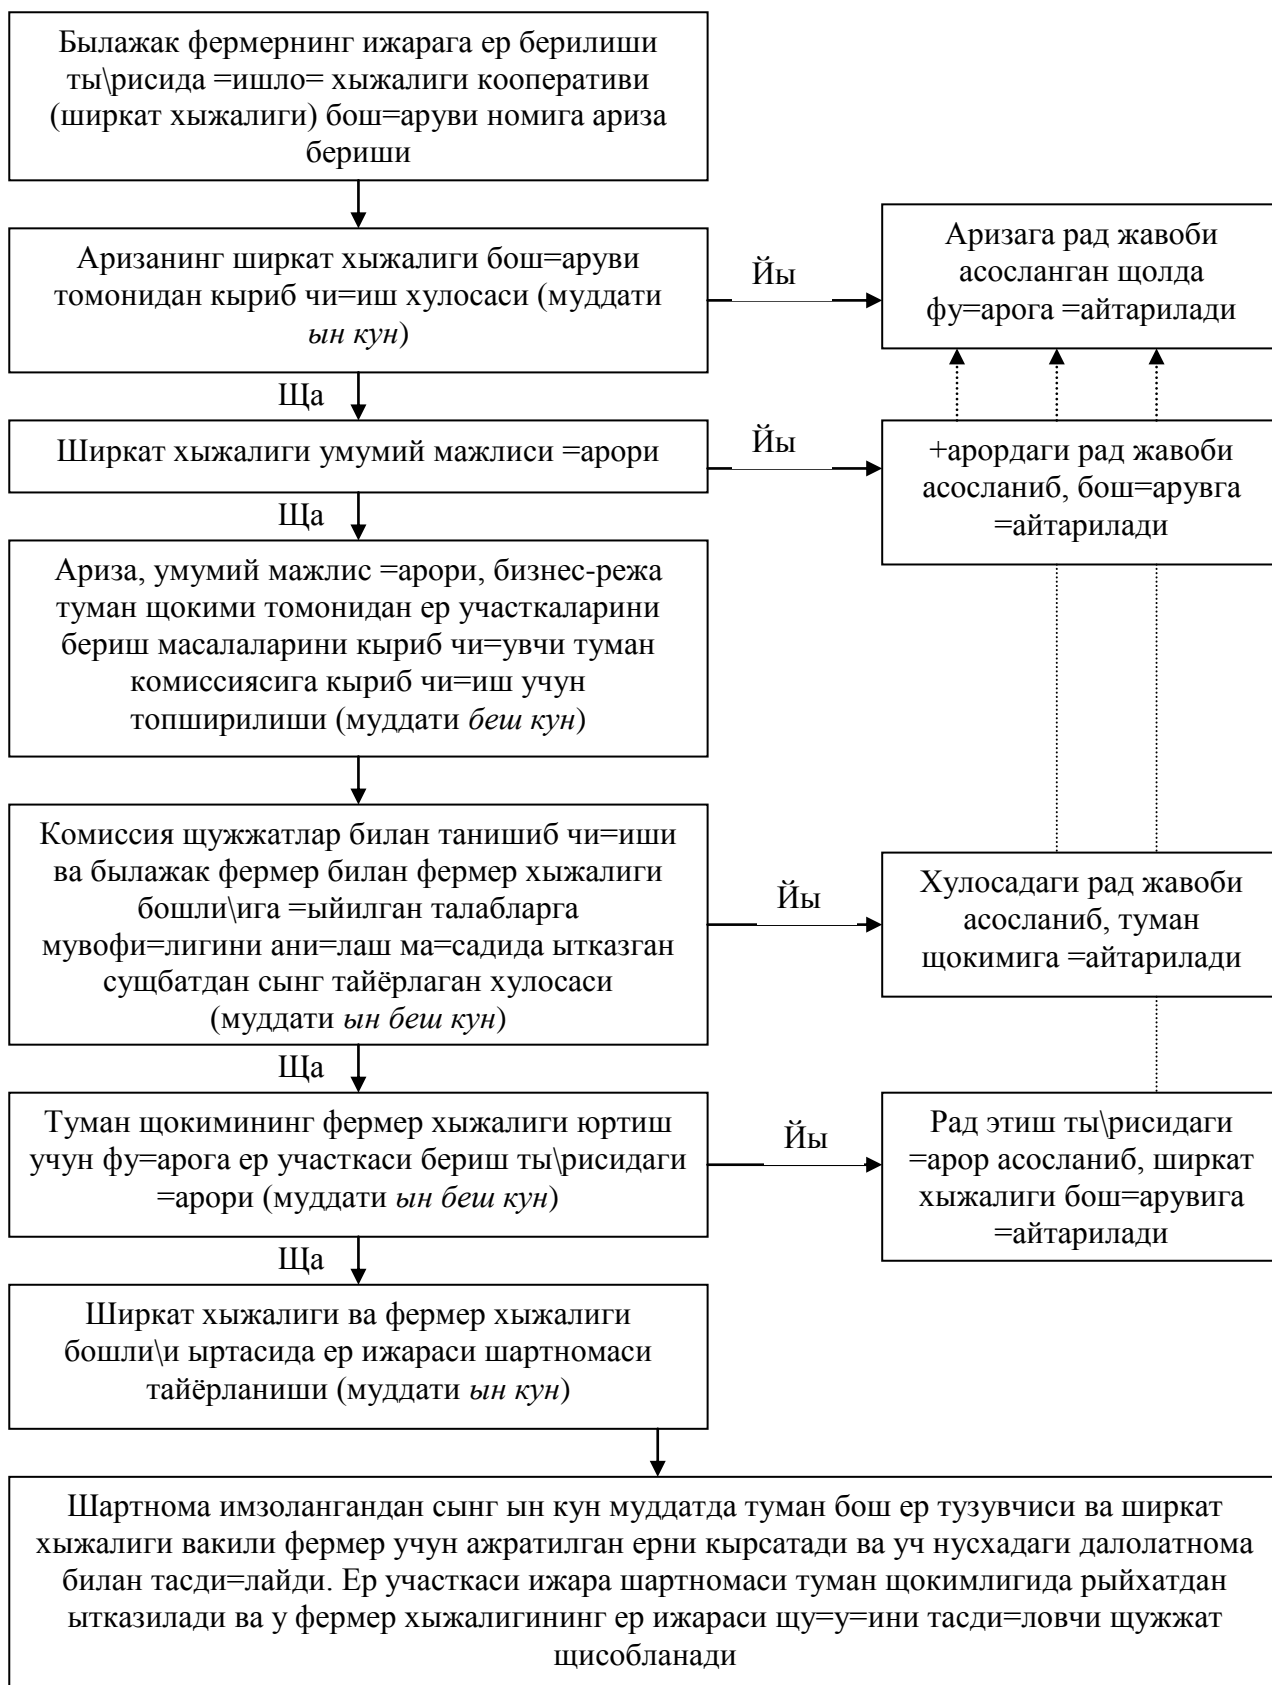 Былажак фермернинг ижарага ер берилиши
ты\рисида =ишло= хыжалиги кооперативи
(ширкат хыжалиги) бош=аруви номига ариза
бериши
Аризанинг ширкат хыжалиги бош=аруви
томонидан кыриб чи=иш хулосаси (муддати
ын кун)
Йы
Аризага рад жавоби
асосланган щолда
фу=арога =айтарилади
Ща
Ширкат хыжалиги умумий мажлиси =арори
Йы
+арордаги рад жавоби
асосланиб, бош=арувга
=айтарилади
Ща
Ариза, умумий мажлис =арори, бизнес-режа
туман щокими томонидан ер участкаларини
бериш масалаларини кыриб чи=увчи туман
комиссиясига кыриб чи=иш учун
топширилиши (муддати беш кун)
Комиссия щужжатлар билан танишиб чи=иши
ва былажак фермер билан фермер хыжалиги
бошли\ига =ыйилган талабларга
мувофи=лигини ани=лаш ма=садида ытказган
сущбатдан сынг тайёрлаган хулосаси
(муддати ын беш кун)
Йы
Хулосадаги рад жавоби
асосланиб, туман
щокимига =айтарилади
Ща
Туман щокимининг фермер хыжалиги юртиш
учун фу=арога ер участкаси бериш ты\рисидаги
=арори (муддати ын беш кун)
Йы
Рад этиш ты\рисидаги
=арор асосланиб, ширкат
хыжалиги бош=арувига
=айтарилади
Ща
Ширкат хыжалиги ва фермер хыжалиги
бошли\и ыртасида ер ижараси шартномаси
тайёрланиши (муддати ын кун)
Шартнома имзолангандан сынг ын кун муддатда туман бош ер тузувчиси ва ширкат
хыжалиги вакили фермер учун ажратилган ерни кырсатади ва уч нусхадаги далолатнома
билан тасди=лайди. Ер участкаси ижара шартномаси туман щокимлигида рыйхатдан
ытказилади ва у фермер хыжалигининг ер ижараси щу=у=ини тасди=ловчи щужжат
щисобланади